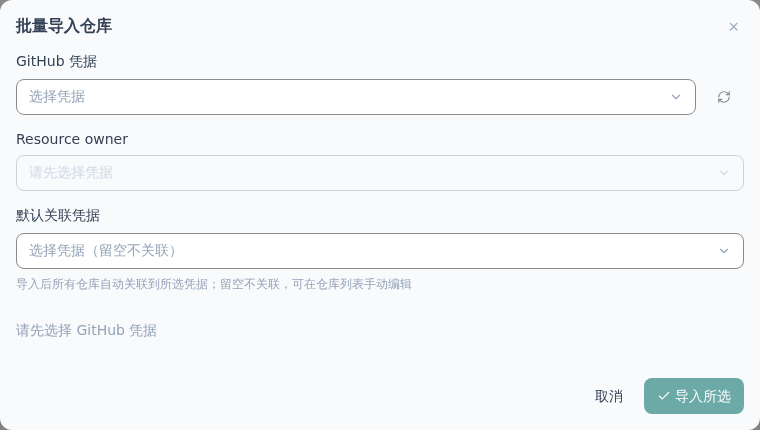 批量导入仓库
GitHub 凭据
选择凭据
Resource owner
请先选择凭据
默认关联凭据
选择凭据（留空不关联）
导入后所有仓库自动关联到所选凭据；留空不关联，可在仓库列表手动编辑
请先选择 GitHub 凭据
取消
导入所选